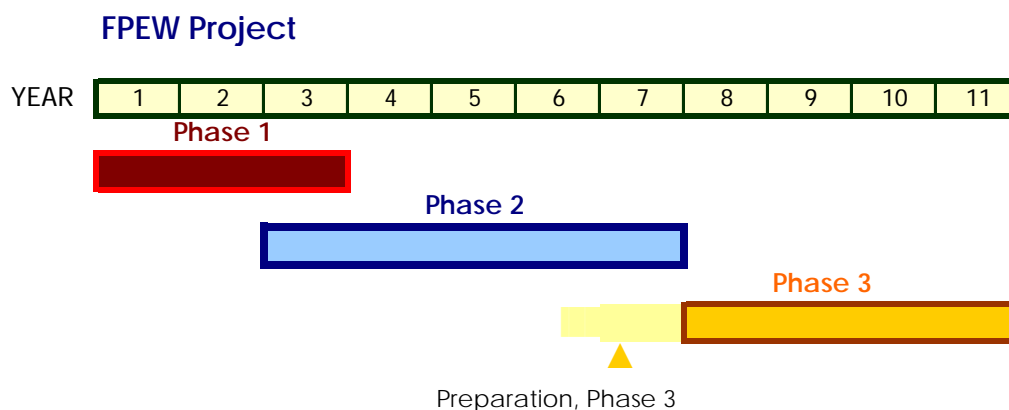 FPEW Project
YEAR 1 2 3 4 5 6 7 8 9 10 11
Phase 1
Phase 2
Phase 3
Preparation, Phase 3